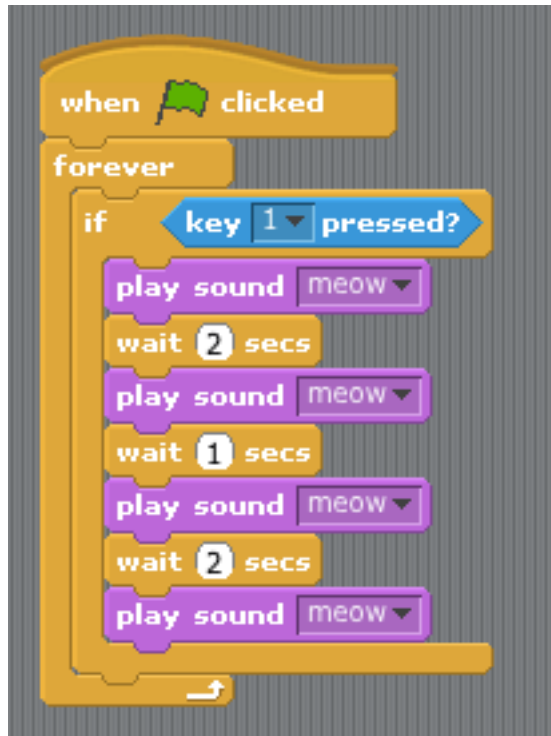 when clicked
forever
if key 1 pressed?
play sound meow
wait 2 secs
play sound meow
wait 1 secs
play sound meow
wait 2 secs
play sound meow